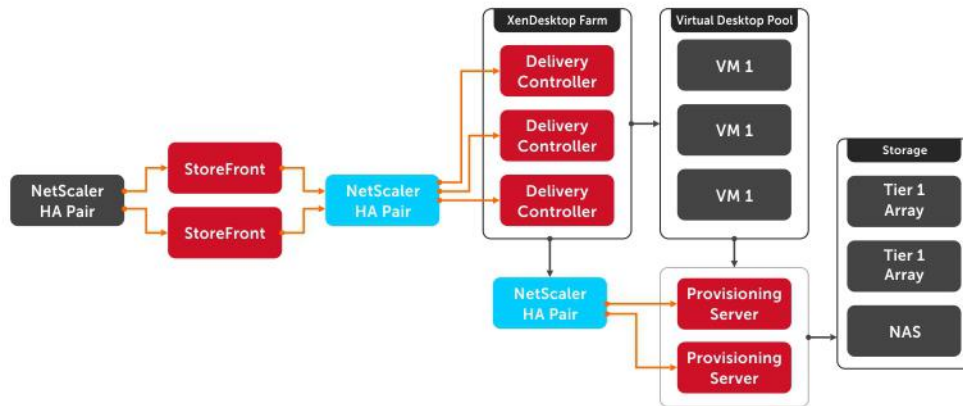 XenDesktop Farm
Virtual Desktop Pool
Delivery
Controller
VM 1
Delivery
Controller
VM 1
Storage
StoreFront
NetScaler
HA Pair
NetScaler
HA Pair
Delivery
Controller
VM 1
Tier 1
Array
StoreFront
Tier 1
Array
NetScaler
HA Pair
Provisioning
Server
NAS
Provisioning
Server